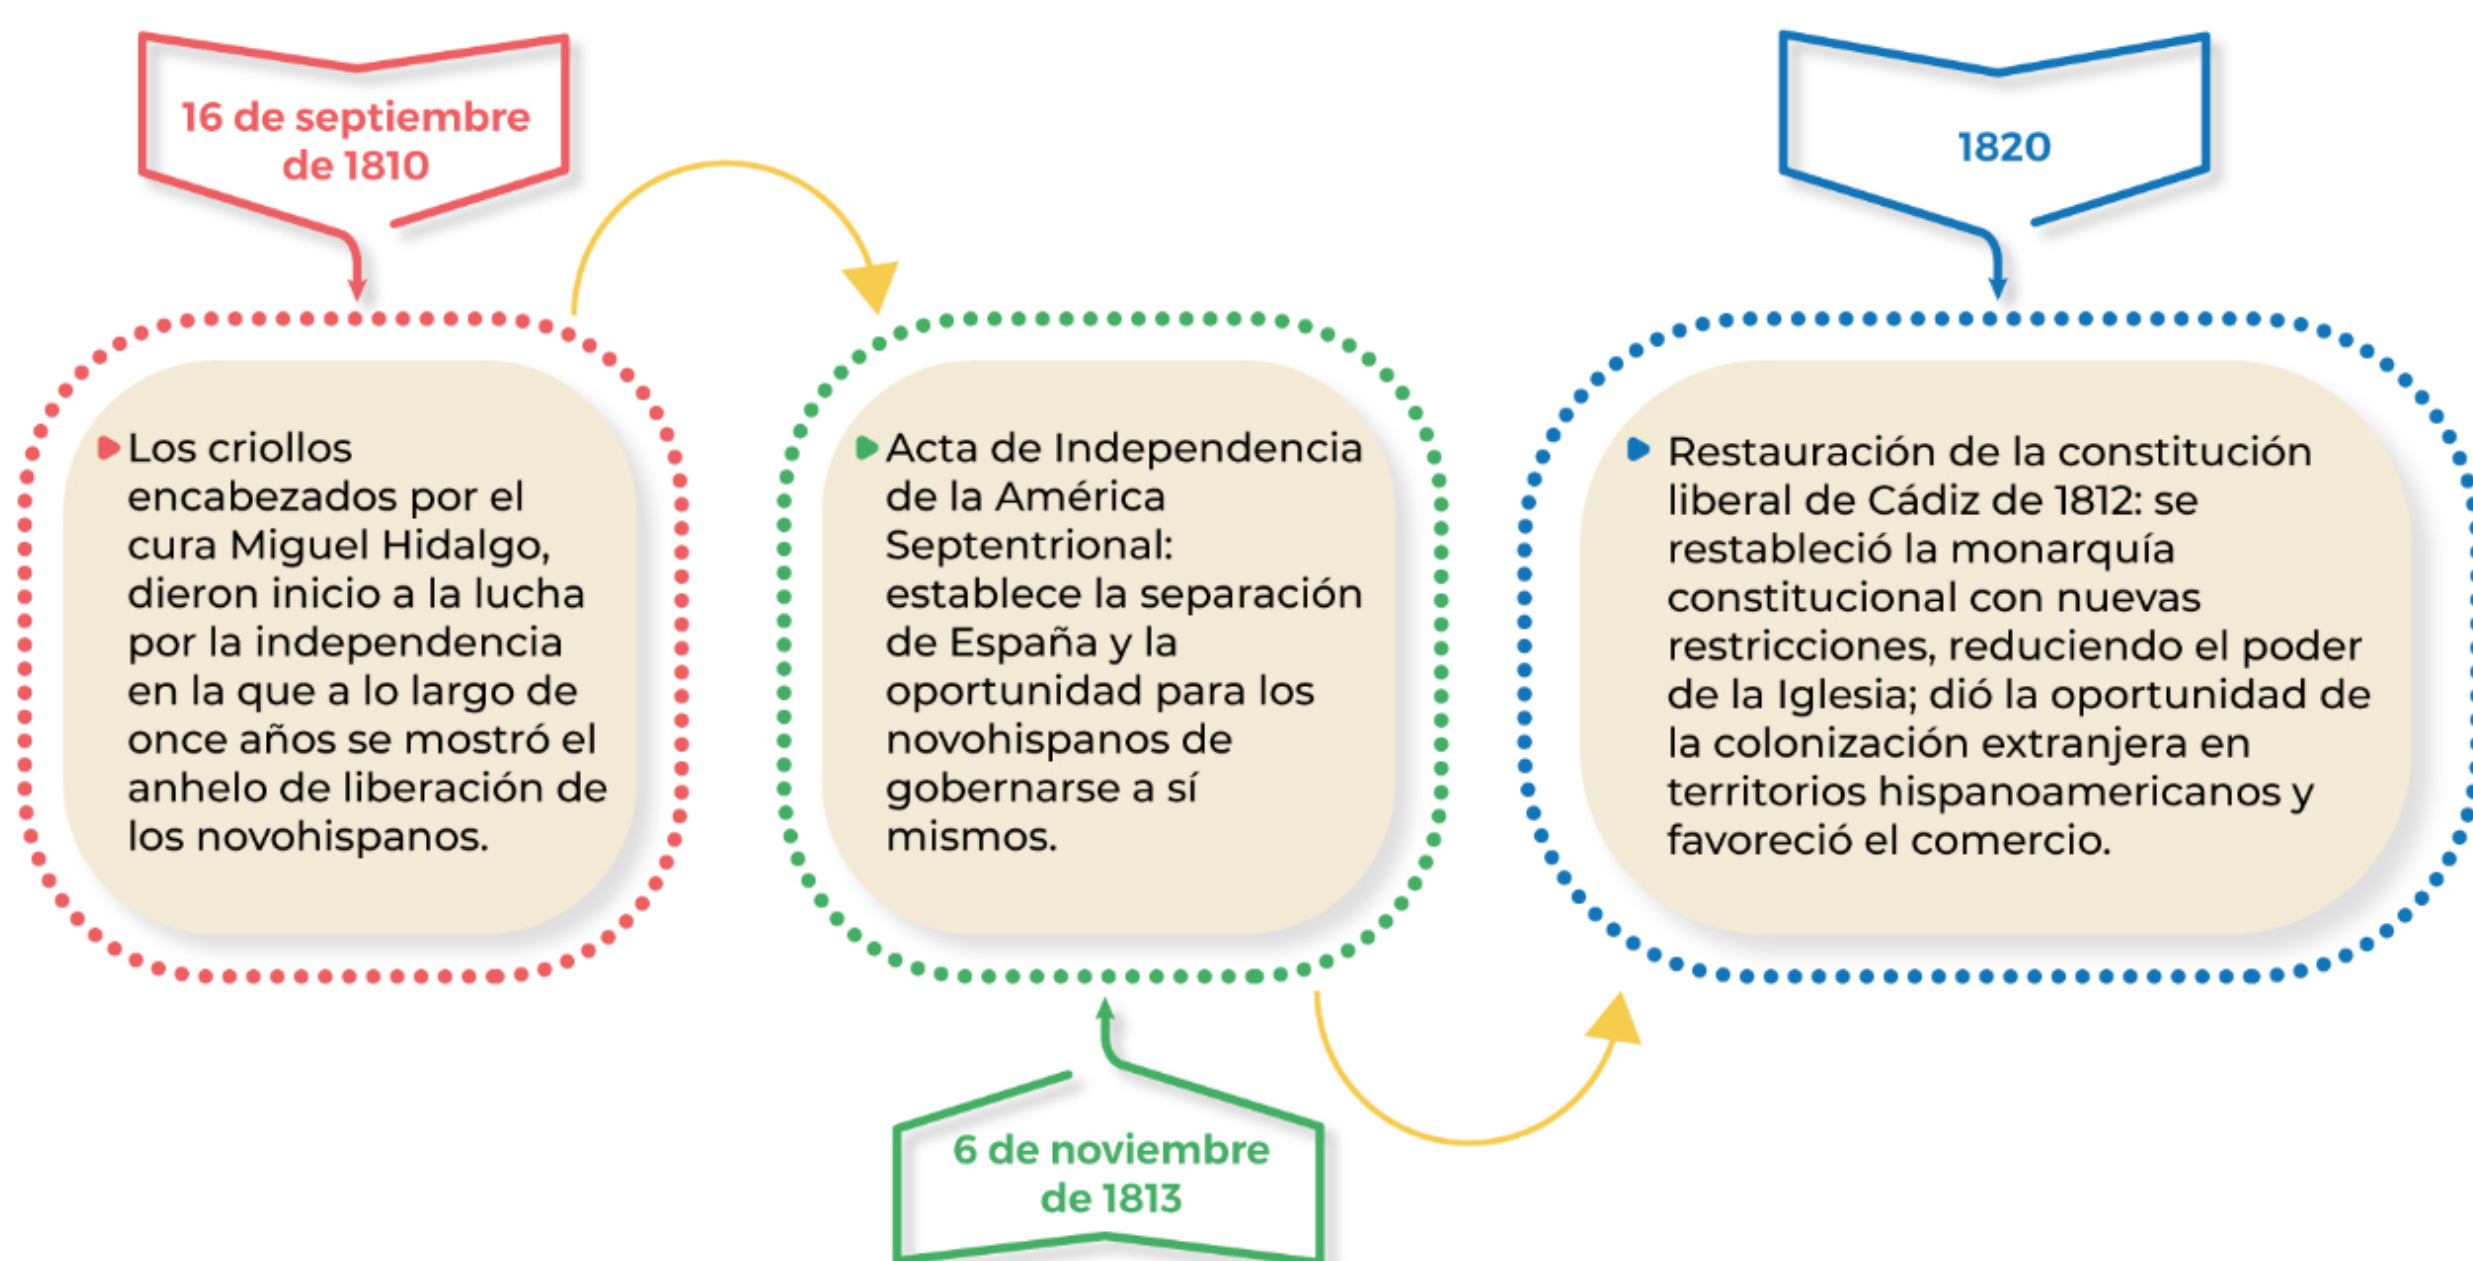 16 de septiembre
de 1810
Los criollos
encabezados por el
cura Miguel Hidalgo,
dieron inicio a la lucha
por la independencia
en la que a lo largo de
once años se mostró el
anhelo de liberación de
los novohispanos.
Acta de Independencia
de la América
Septentrional:
establece la separación
de España y la
oportunidad para los
novohispanos de
gobernarse a sí
mismos.
6 de noviembre
de 1813
1820
Restauración de la constitución
liberal de Cádiz de 1812: se
restableció la monarquía
constitucional con nuevas
restricciones, reduciendo el poder
de la Iglesia; dió la oportunidad de
la colonización extranjera en
territorios hispanoamericanos y
favoreció el comercio.